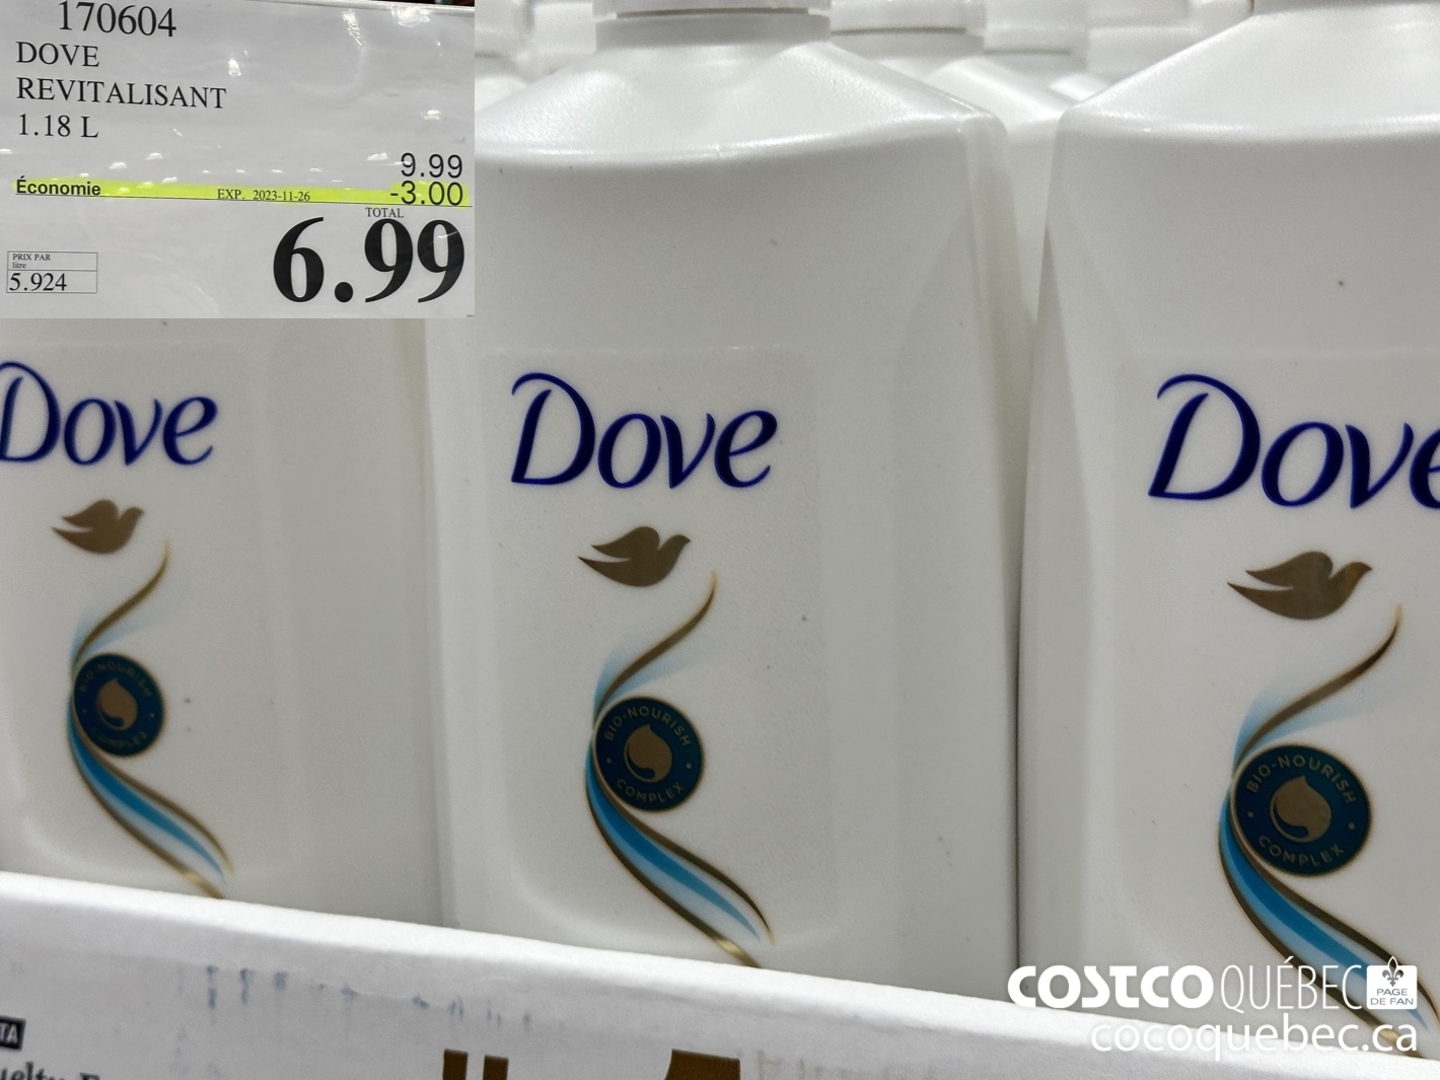 170604
DOVE
REVITALISANT
1.18 L
9.99
Économie EXP. 2023-11-26 -3.00
TOTAL
6.99
PRIX PAR
litre
5.924
Dove
BIO-NOURISH
COMPLEX
Dove
BIO-NOURISH
COMPLEX
Dove
BIO-NOURISH
COMPLEX
COSTCO QUÉBEC PAGE
DE FAN
cocoquebec.ca